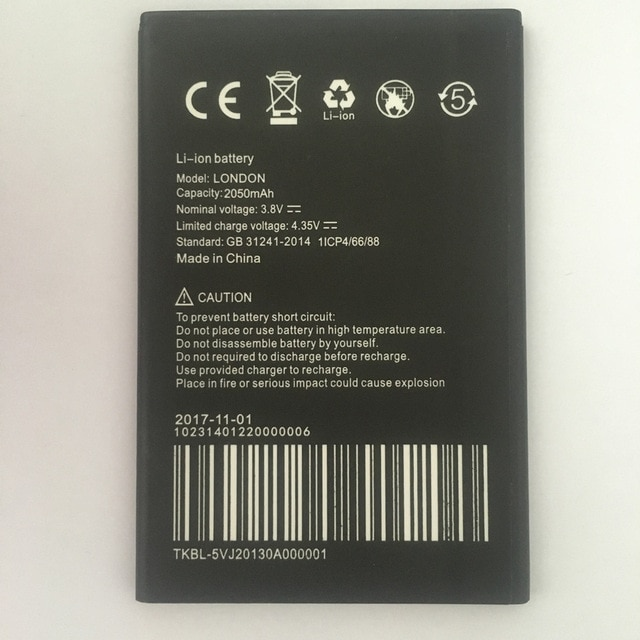 CE
Li-ion
5
Li-ion battery
Model: LONDON
Capacity: 2050mAh
Nominal voltage: 3.8V
Limited charge voltage: 4.35V
Standard: GB 31241-2014 1ICP4/66/88
Made in China
CAUTION
To prevent battery short circuit:
Do not place or use battery in high temperature area.
Do not disassemble battery by yourself.
Do not required to discharge before recharge.
Use provided charger to recharge.
Place in fire or serious impact could cause explosion
2017-11-01
10231401220000006
TKBL-5VJ20130A000001